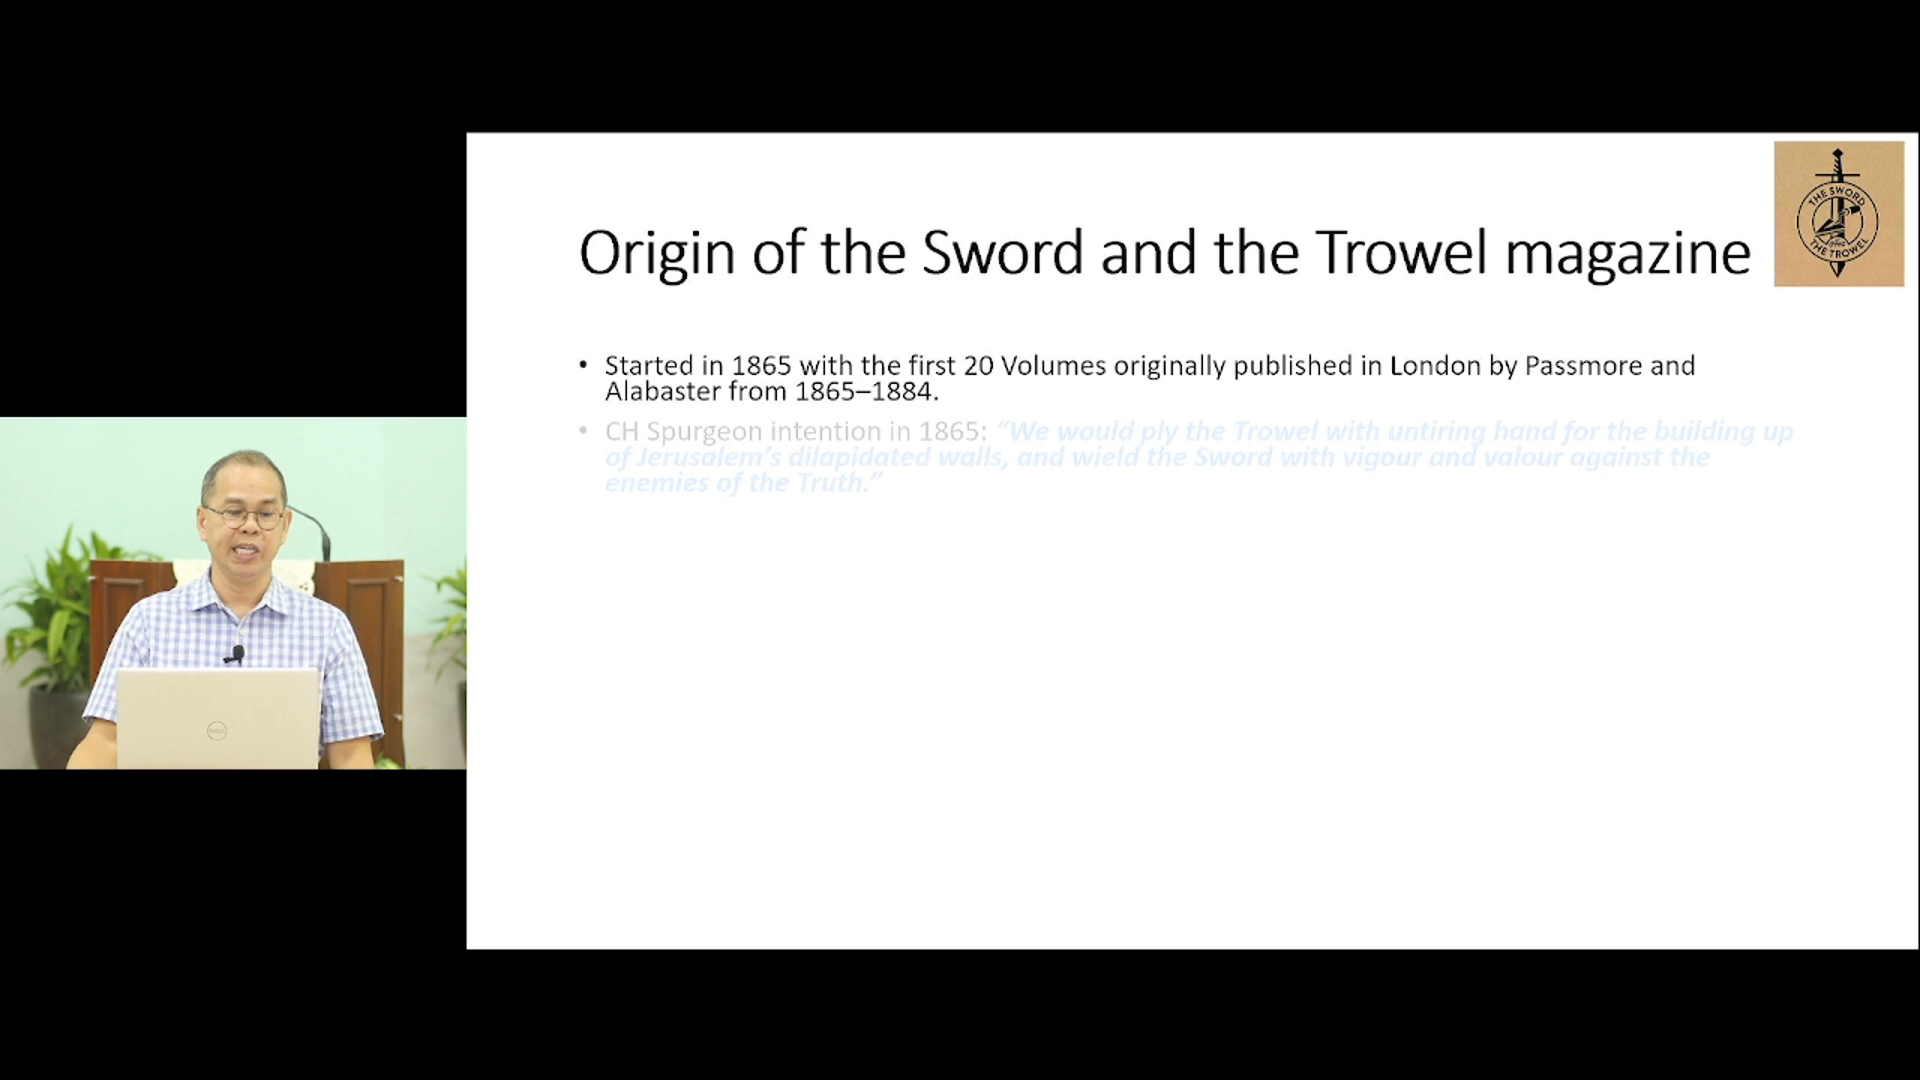 Origin of the Sword and the Trowel magazine
THE SWORD
THE TROWEL
• Started in 1865 with the first 20 Volumes originally published in London by Passmore and
Alabaster from 1865–1884.
• CH Spurgeon intention in 1865: “We would ply the Trowel with untiring hand for the building up
of Jerusalem’s dilapidated walls, and wield the Sword with vigour and valour against the
enemies of the Truth.”
DELL